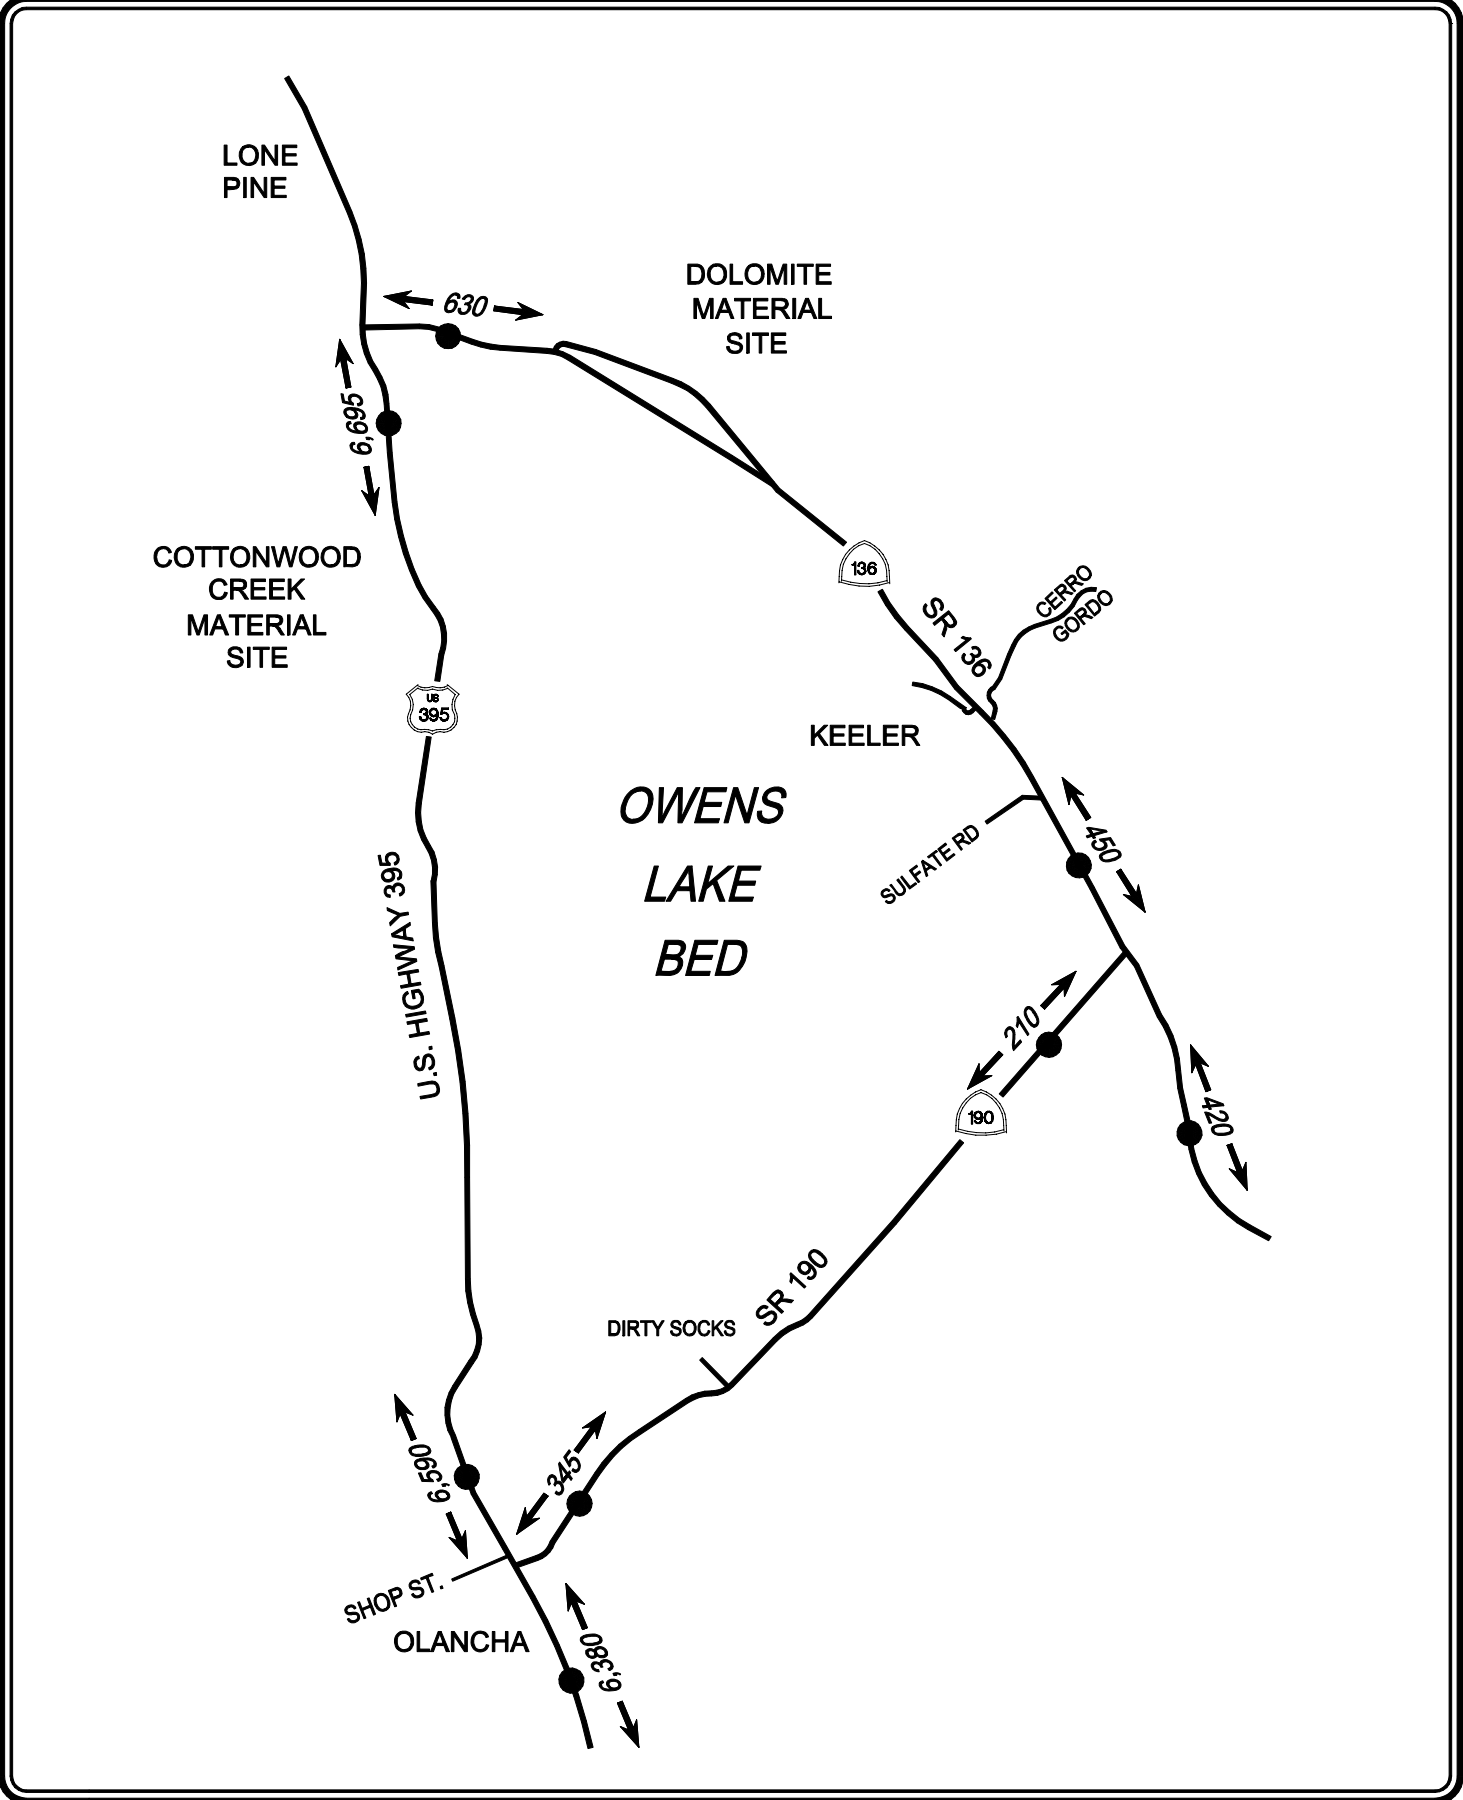 LONE
PINE
630
DOLOMITE
MATERIAL
SITE
6,695
COTTONWOOD
CREEK
MATERIAL
SITE
136
SR 136
CERRO
GORDO
US
395
KEELER
OWENS
LAKE
BED
SULFATE RD
450
U.S. HIGHWAY 395
210
190
420
SR 190
DIRTY SOCKS
6,590
345
SHOP ST.
OLANCHA
6,380